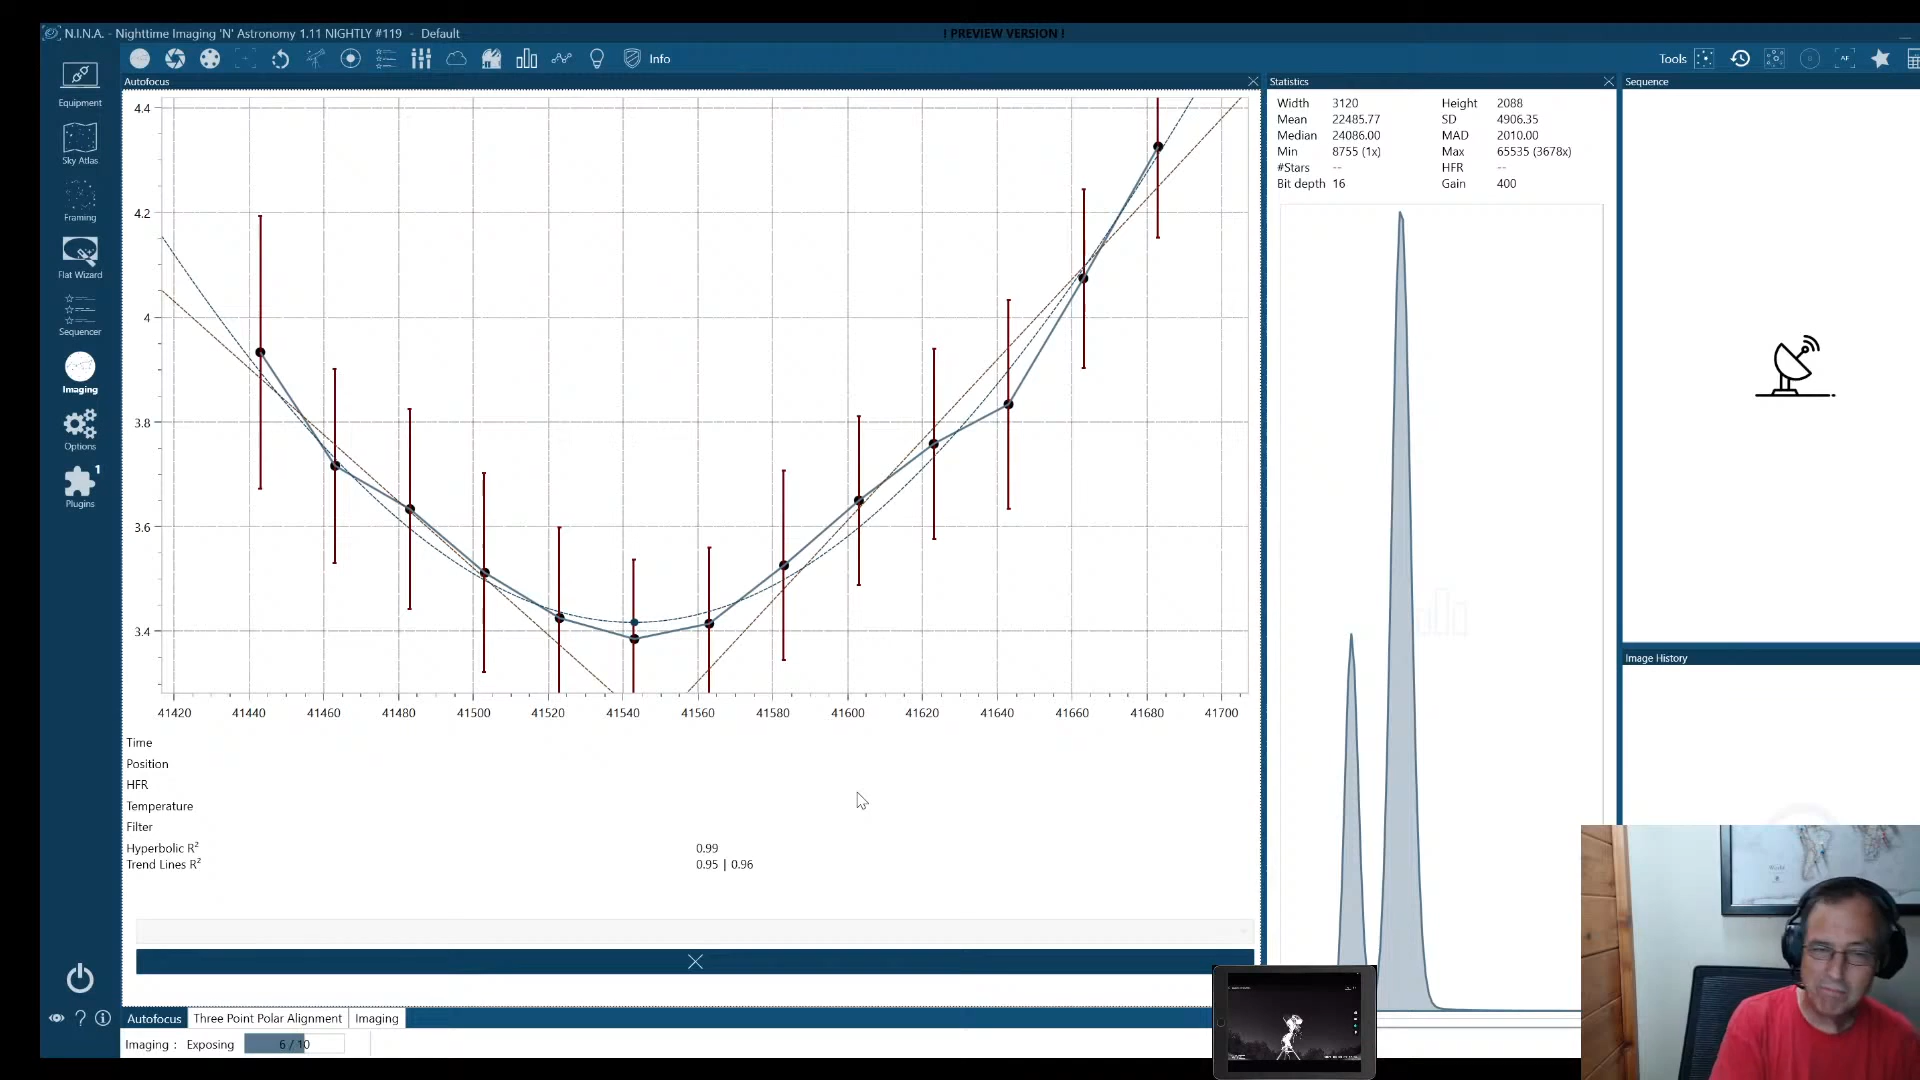 N.I.N.A. - Nighttime Imaging 'N' Astronomy 1.11 NIGHTLY #119 - Default
! PREVIEW VERSION !
Info
Tools
Autofocus
Statistics
Sequence
Equipment
Sky Atlas
Framing
Flat Wizard
Sequencer
Imaging
Options
1
Plugins
4.4
4.2
4
3.8
3.6
3.4
41420 41440 41460 41480 41500 41520 41540 41560 41580 41600 41620 41640 41660 41680 41700
Width 3120 Height 2088
Mean 22485.77 SD 4906.35
Median 24086.00 MAD 2010.00
Min 8755 (1x) Max 65535 (3678x)
#Stars -- HFR --
Bit depth 16 Gain 400
Image History
Time
Position
HFR
Temperature
Filter
Hyperbolic R² 0.99
Trend Lines R² 0.95 | 0.96
Autofocus Three Point Polar Alignment Imaging
Imaging : Exposing 6 / 10
AF
World